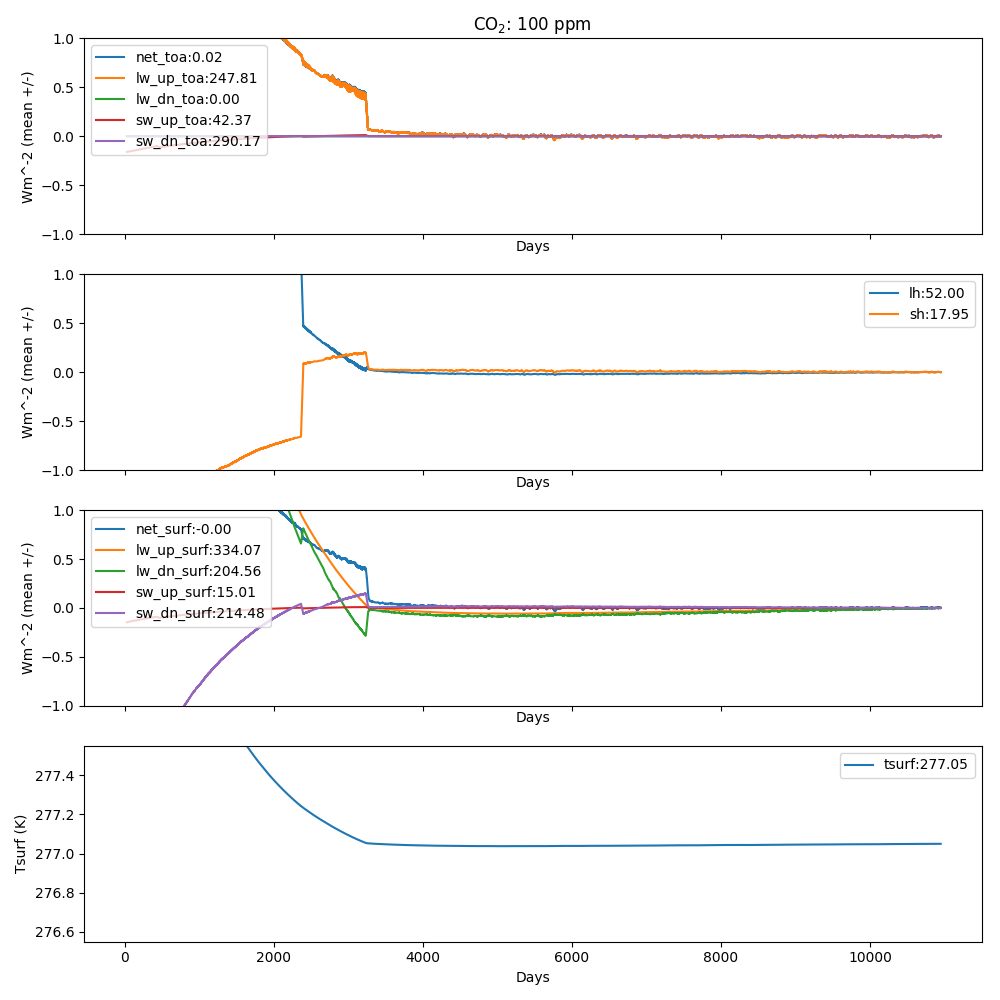 CO₂: 100 ppm
Wm^-2 (mean +/-)
1.0
0.5
0.0
−0.5
−1.0
net_toa:0.02
lw_up_toa:247.81
lw_dn_toa:0.00
sw_up_toa:42.37
sw_dn_toa:290.17
Days
Wm^-2 (mean +/-)
1.0
0.5
0.0
−0.5
−1.0
lh:52.00
sh:17.95
Days
Wm^-2 (mean +/-)
1.0
0.5
0.0
−0.5
−1.0
net_surf:-0.00
lw_up_surf:334.07
lw_dn_surf:204.56
sw_up_surf:15.01
sw_dn_surf:214.48
Days
Tsurf (K)
277.4
277.2
277.0
276.8
276.6
tsurf:277.05
0 2000 4000 6000 8000 10000
Days